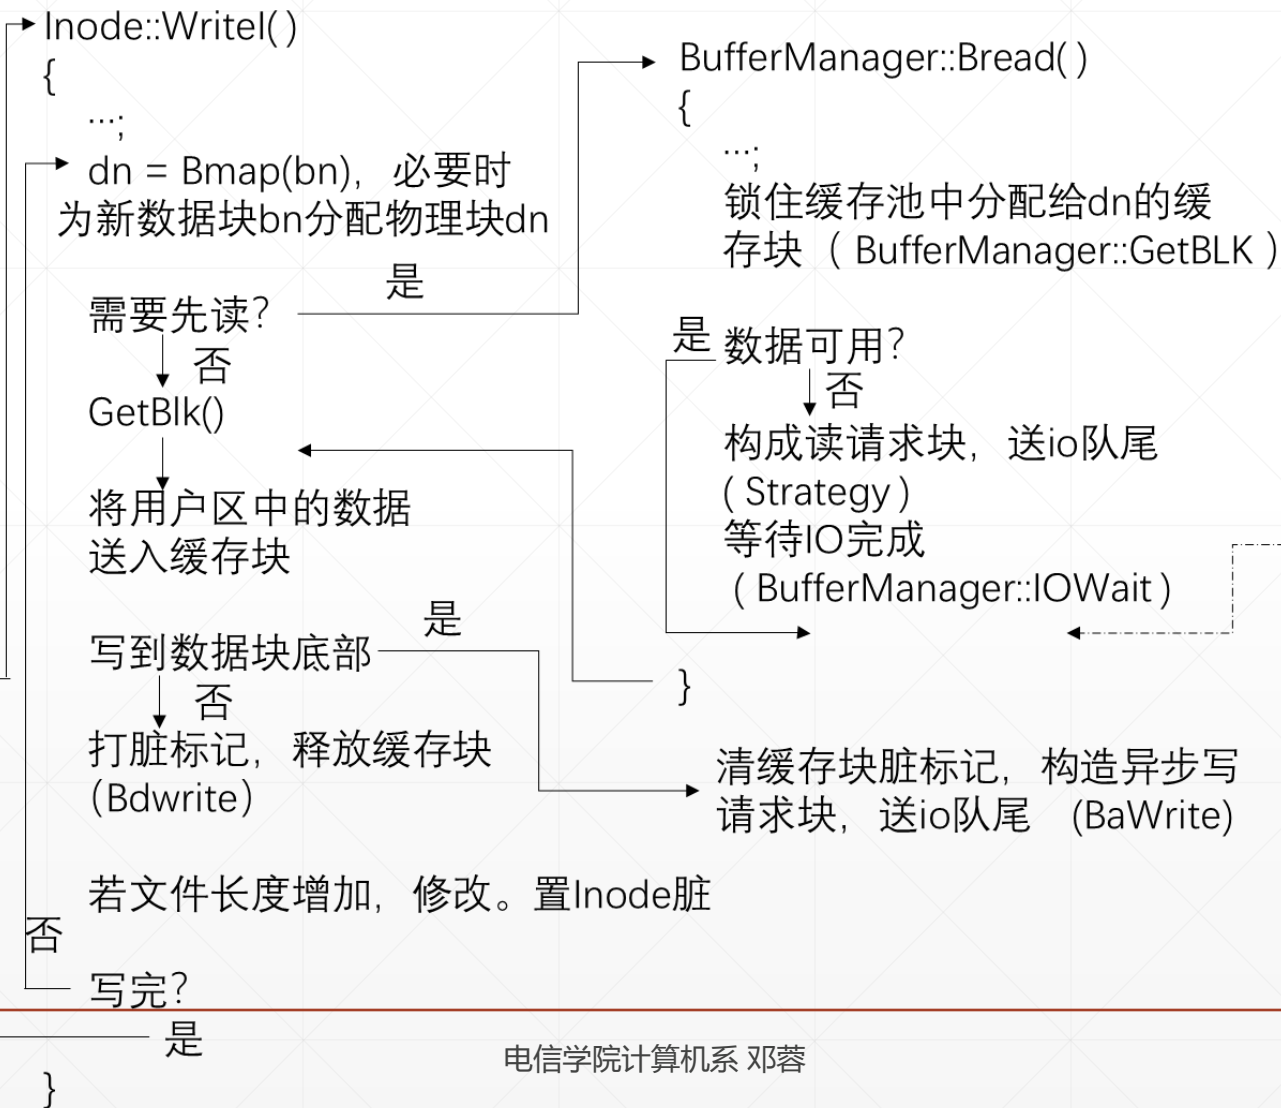 Inode::WriteI( )
{
…;
dn = Bmap(bn)，必要时
为新数据块bn分配物理块dn
是
需要先读？
否
GetBlk()
将用户区中的数据
送入缓存块
是
写到数据块底部
否
打脏标记，释放缓存块
（Bdwrite）
若文件长度增加，修改。置Inode脏
否
写完？
是
}
BufferManager::Bread( )
{
…;
锁住缓存池中分配给dn的缓
存块（ BufferManager::GetBLK ）
是 数据可用？
否
构成读请求块，送io队尾
( Strategy )
等待IO完成
（ BufferManager::IOWait ）
}
清缓存块脏标记，构造异步写
请求块，送io队尾 (BaWrite)
电信学院计算机系 邓蓉